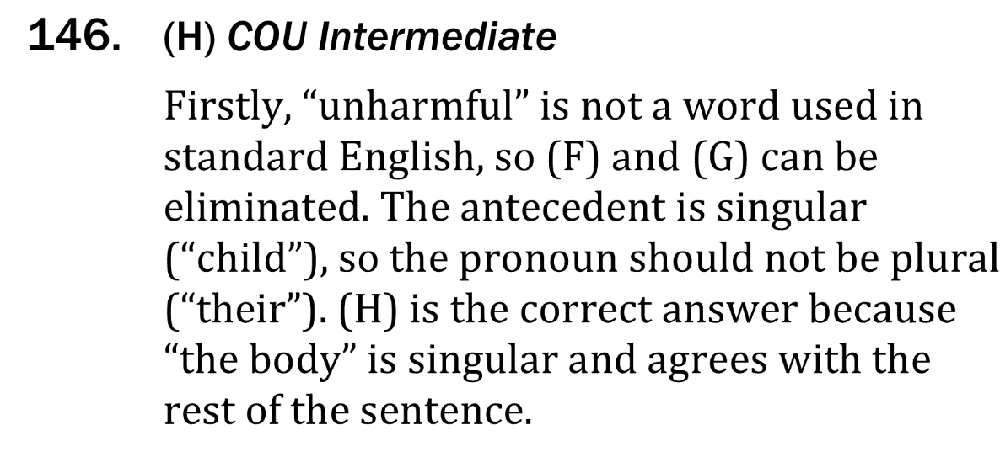 146. (H) COU Intermediate
Firstly, “unharmful” is not a word used in
standard English, so (F) and (G) can be
eliminated. The antecedent is singular
(“child”), so the pronoun should not be plural
(“their”). (H) is the correct answer because
“the body” is singular and agrees with the
rest of the sentence.